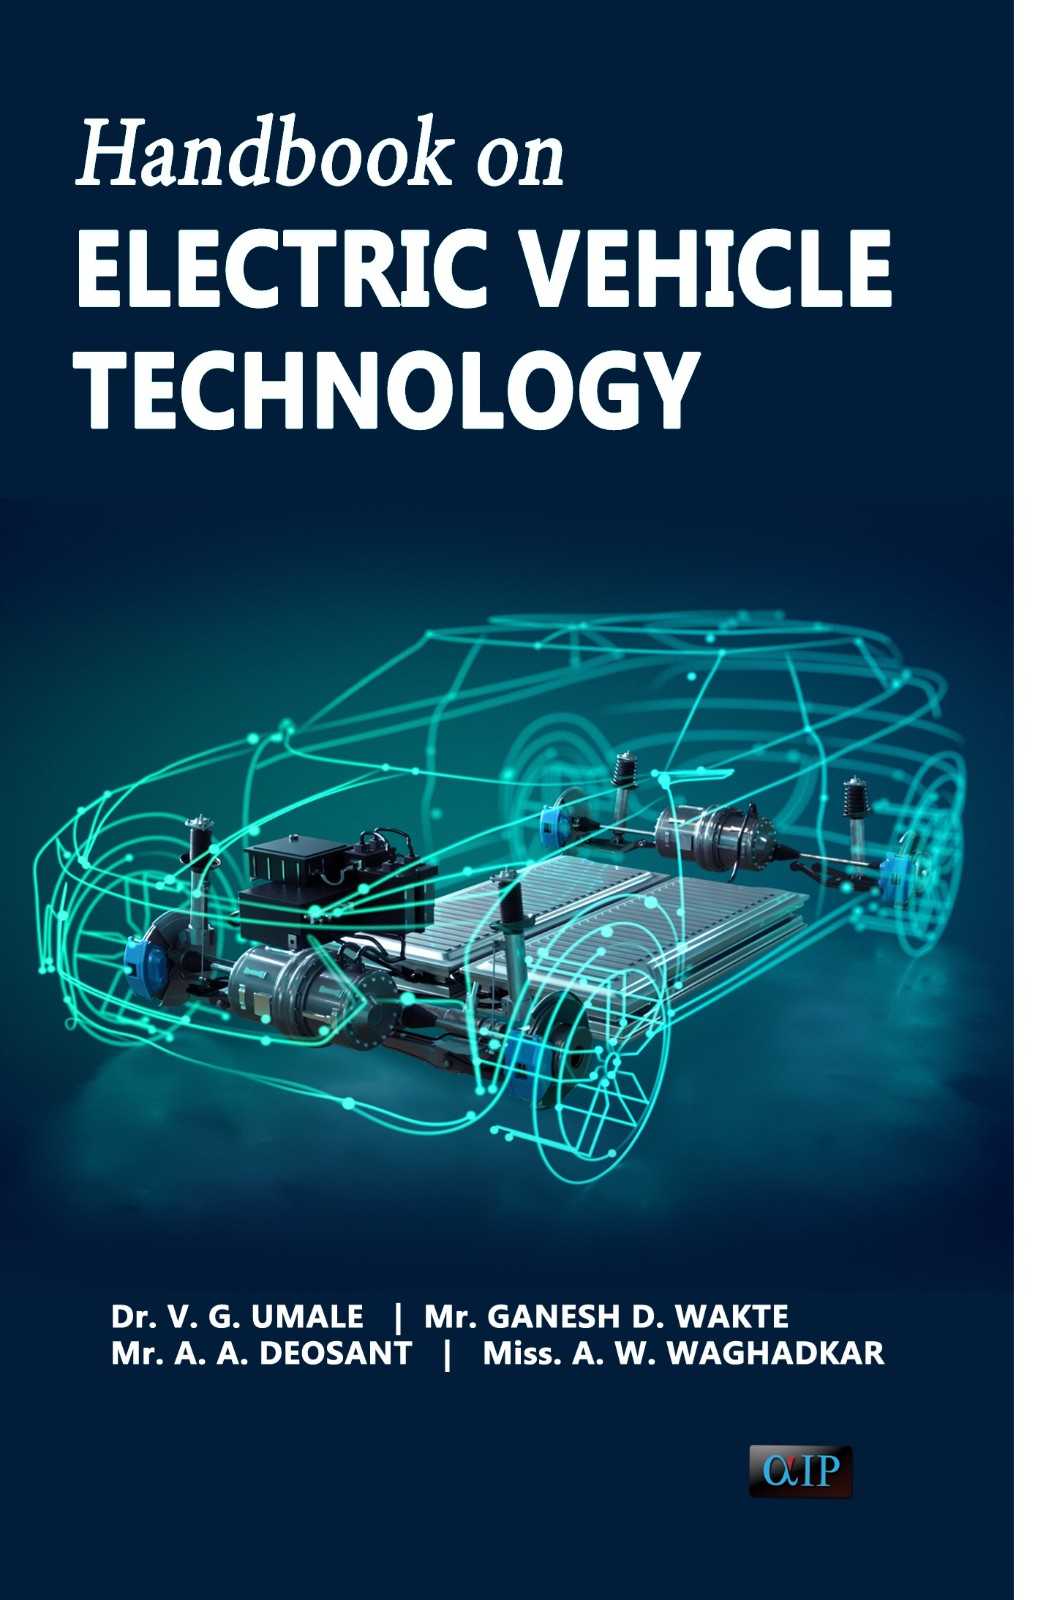 Handbook on
ELECTRIC VEHICLE
TECHNOLOGY
Dr. V. G. UMALE | Mr. GANESH D. WAKTE
Mr. A. A. DEOSANT | Miss. A. W. WAGHADKAR
αIP